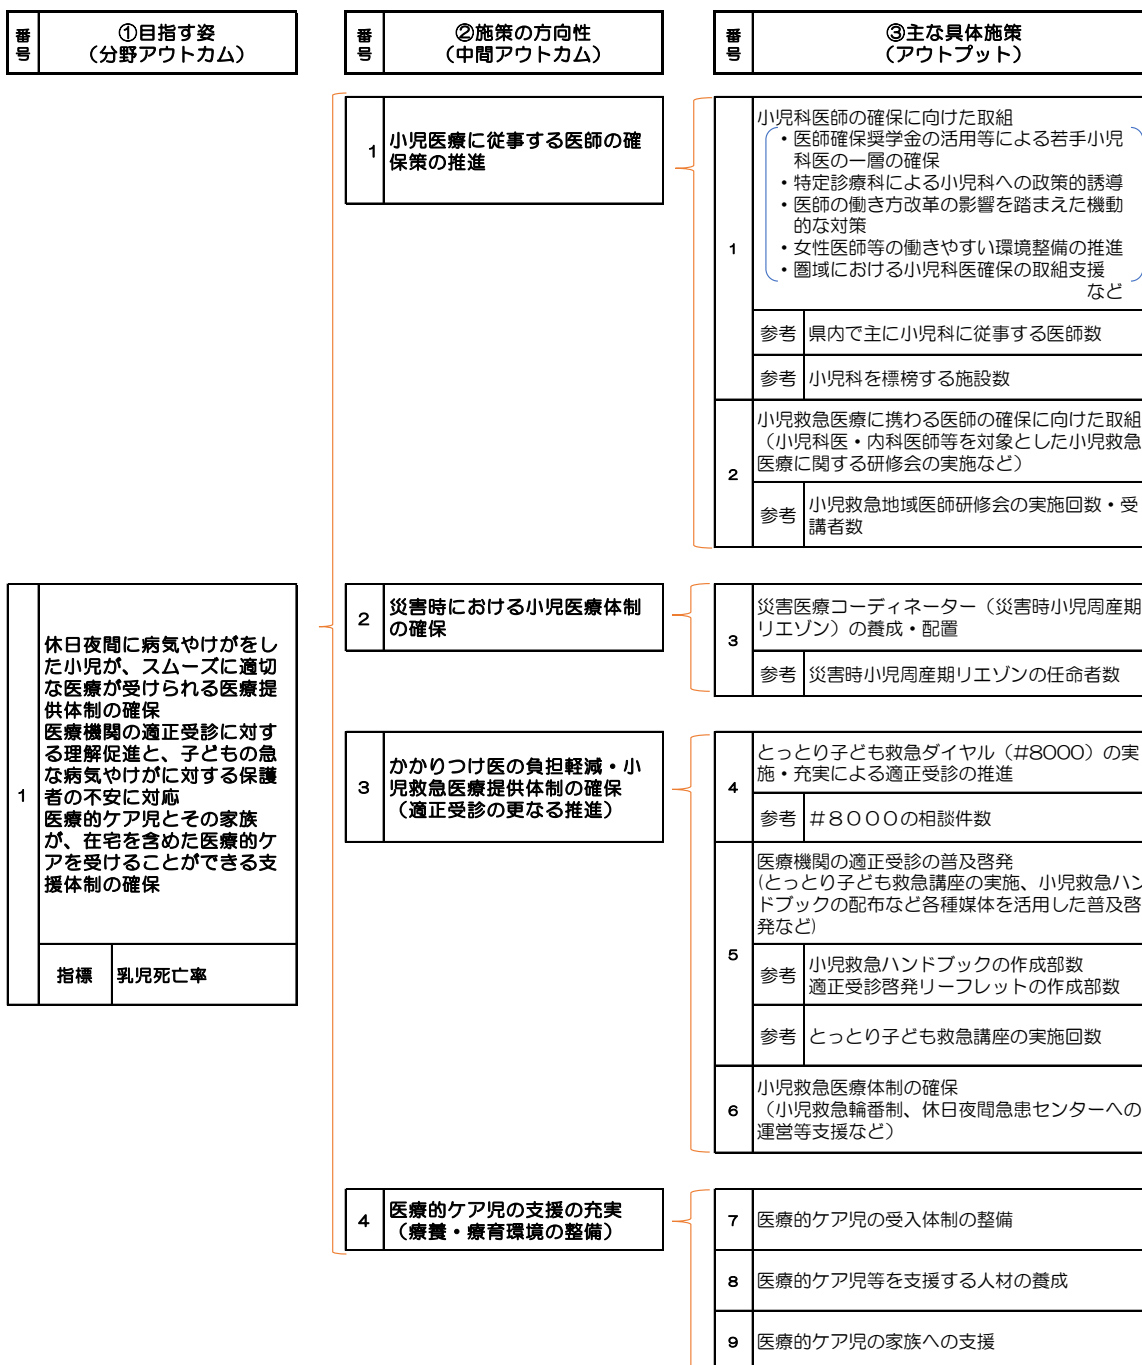 番号
①目指す姿
（分野アウトカム）
番号
②施策の方向性
（中間アウトカム）
番号
③主な具体施策
（アウトプット）
1
小児医療に従事する医師の確
保策の推進
1
小児科医師の確保に向けた取組
・医師確保奨学金の活用等による若手小児
科医の一層の確保
・特定診療科による小児科への政策的誘導
・医師の働き方改革の影響を踏まえた機動
的な対策
・女性医師等の働きやすい環境整備の推進
・圏域における小児科医確保の取組支援
など
参考 県内で主に小児科に従事する医師数
参考 小児科を標榜する施設数
2
小児救急医療に携わる医師の確保に向けた取組
（小児科医・内科医師等を対象とした小児救急
医療に関する研修会の実施など）
参考
小児救急地域医師研修会の実施回数・受
講者数
1
休日夜間に病気やけがをし
た小児が、スムーズに適切
な医療が受けられる医療提
供体制の確保
医療機関の適正受診に対す
る理解促進と、子どもの急
な病気やけがに対する保護
者の不安に対応
医療的ケア児とその家族
が、在宅を含めた医療的ケ
アを受けることができる支
援体制の確保
指標 乳児死亡率
2
災害時における小児医療体制
の確保
3
災害医療コーディネーター（災害時小児周産期
リエゾン）の養成・配置
参考 災害時小児周産期リエゾンの任命者数
3
かかりつけ医の負担軽減・小
児救急医療提供体制の確保
（適正受診の更なる推進）
4
とっとり子ども救急ダイヤル（#8000）の実
施・充実による適正受診の推進
参考 #８０００の相談件数
5
医療機関の適正受診の普及啓発
(とっとり子ども救急講座の実施、小児救急ハン
ドブックの配布など各種媒体を活用した普及啓
発など)
参考
小児救急ハンドブックの作成部数
適正受診啓発リーフレットの作成部数
参考 とっとり子ども救急講座の実施回数
6
小児救急医療体制の確保
（小児救急輪番制、休日夜間急患センターへの
運営等支援など）
4
医療的ケア児の支援の充実
（療養・療育環境の整備）
7 医療的ケア児の受入体制の整備
8 医療的ケア児等を支援する人材の養成
9 医療的ケア児の家族への支援